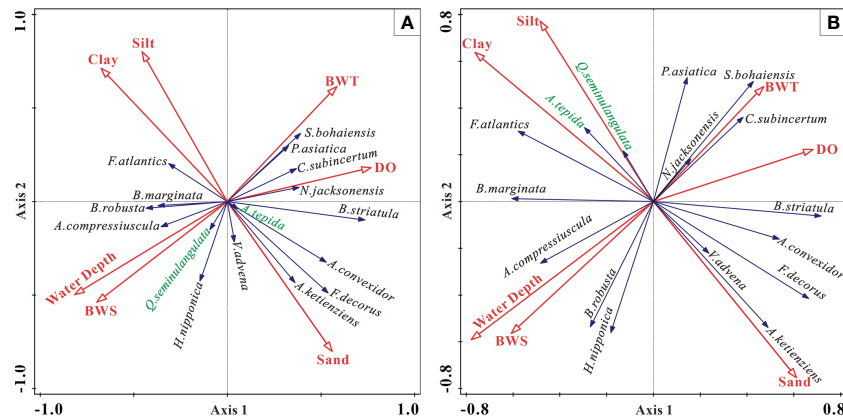 A
1.0
Silt
Clay
BWT
S.bohaiensis
P.asiatica
C.subincertum
DO
F.atlantics
N.jacksonensis
B.marginata
B.robusta
A.tepida
B.striatula
A.compressiuscula
Axis 2
Q.seminulangulata
V.advena
A.convexidor
Water Depth
F.decorus
BWS
A.ketienziens
H.nipponica
Sand
-1.0
-1.0
Axis 1
1.0
B
0.8
Silt
Clay
Q.seminulangulata
P.asiatica
S.bohaiensis
BWT
A.tepida
C.subincertum
F.atlantics
N.jacksonensis
DO
B.marginata
B.striatula
Axis 2
A.compressiuscula
A.convexidor
V.advena
F.decorus
Water Depth
B.robusta
BWS
H.nipponica
A.ketienziens
Sand
-0.8
-0.8
Axis 1
0.8